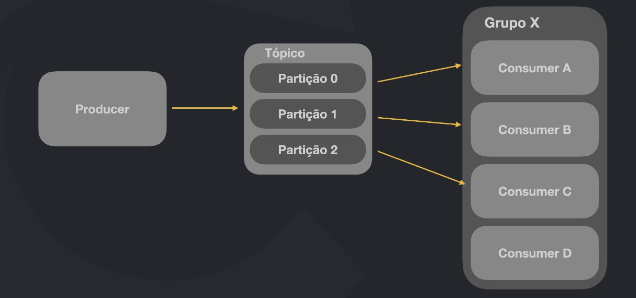 Producer
Tópico
Partição 0
Partição 1
Partição 2
Grupo X
Consumer A
Consumer B
Consumer C
Consumer D